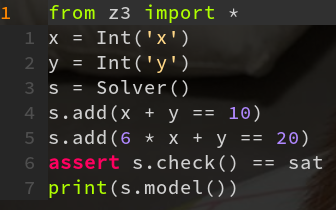 1 from z3 import *
1 x = Int('x')
2 y = Int('y')
3 s = Solver()
4 s.add(x + y == 10)
5 s.add(6 * x + y == 20)
6 assert s.check() == sat
7 print(s.model())